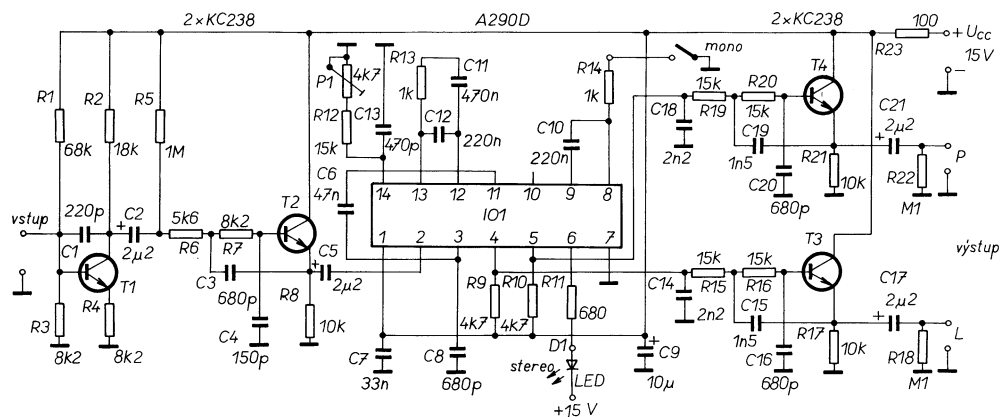 2×KC238 A290D 2×KC238
100
R23
+ Ucc
15V
−
mono
R1
68k
R2
18k
R5
1M
P1
4k7
R12
15k
C13
470p
R13
1k
C11
470n
C12
220n
C10
220n
R14
1k
C18
2n2
15k
R19
R20
15k
C19
1n5
C20
680p
T4
R21
10k
C21
+
2µ2
R22
M1
P
C6
47n
14 13 12 11 10 9 8
IO1
1 2 3 4 5 6 7
vstup
220p
C1
C2
+
2µ2
5k6
R6
8k2
R7
T2
C5
+
2µ2
T1
C3
680p
C4
150p
R8
10k
R3
8k2
R4
8k2
C7
33n
C8
680p
R9
4k7
R10
4k7
R11
680
D1
stereo
LED
+15 V
+
C9
10µ
C14
2n2
15k
R15
15k
R16
C15
1n5
C16
680p
T3
R17
10k
C17
+
2µ2
R18
M1
L
výstup